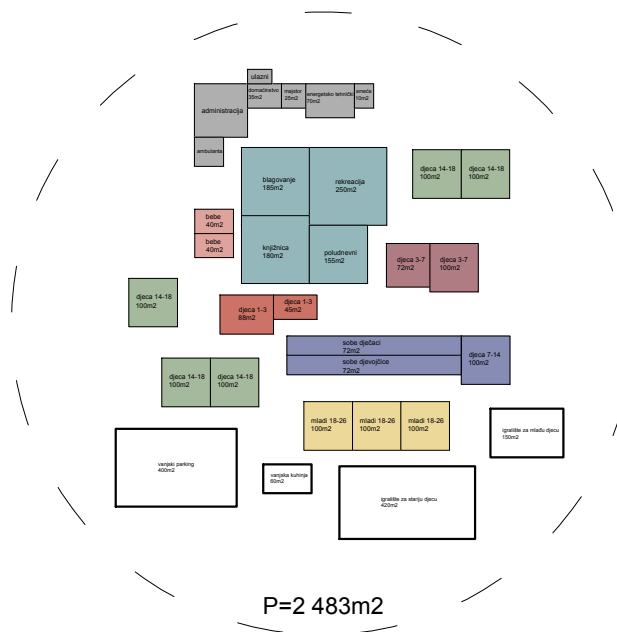 ulazni
administracija
domaćinstvo
35m2
majstor
25m2
energetsko tehnički
70m2
smeće
10m2
ambulanta
blagovanje
185m2
rekreacija
250m2
djeca 14-18
100m2
djeca 14-18
100m2
bebe
40m2
bebe
40m2
knjižnica
180m2
poludnevni
155m2
djeca 3-7
72m2
djeca 3-7
100m2
djeca 14-18
100m2
djeca 1-3
88m2
djeca 1-3
45m2
sobe dječaci
72m2
sobe djevojčice
72m2
djeca 7-14
100m2
djeca 14-18
100m2
djeca 14-18
100m2
mladi 18-26
100m2
mladi 18-26
100m2
mladi 18-26
100m2
igralište za mlađu djecu
150m2
vanjski parking
400m2
vanjska kuhinja
60m2
igralište za stariju djecu
420m2
P=2 483m2